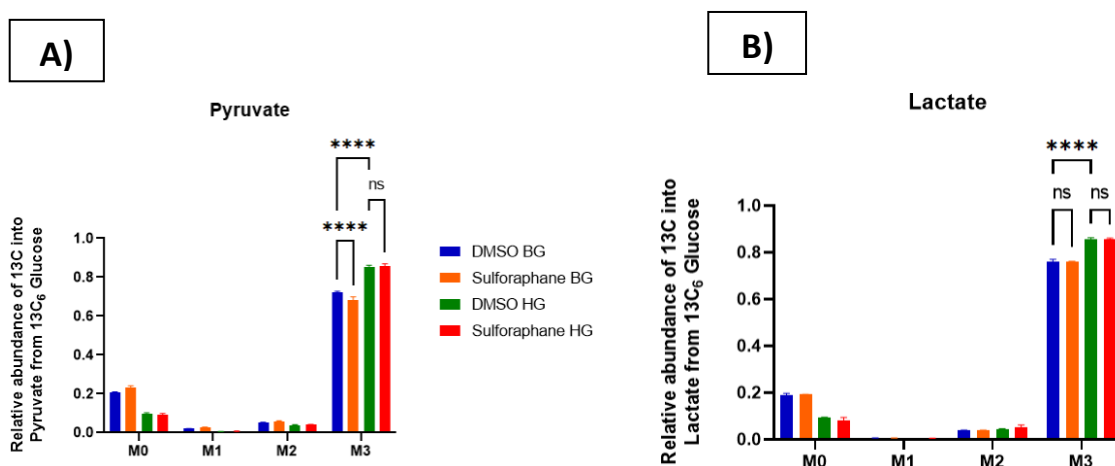 A)
Pyruvate
Relative abundance of 13C into
Pyruvate from 13C₆ Glucose
1.0
0.8
0.6
0.4
0.2
0.0
****
ns
****
M0 M1 M2 M3
DMSO BG
Sulforaphane BG
DMSO HG
Sulforaphane HG
B)
Lactate
Relative abundance of 13C into
Lactate from 13C₆ Glucose
1.0
0.8
0.6
0.4
0.2
0.0
****
ns ns
M0 M1 M2 M3